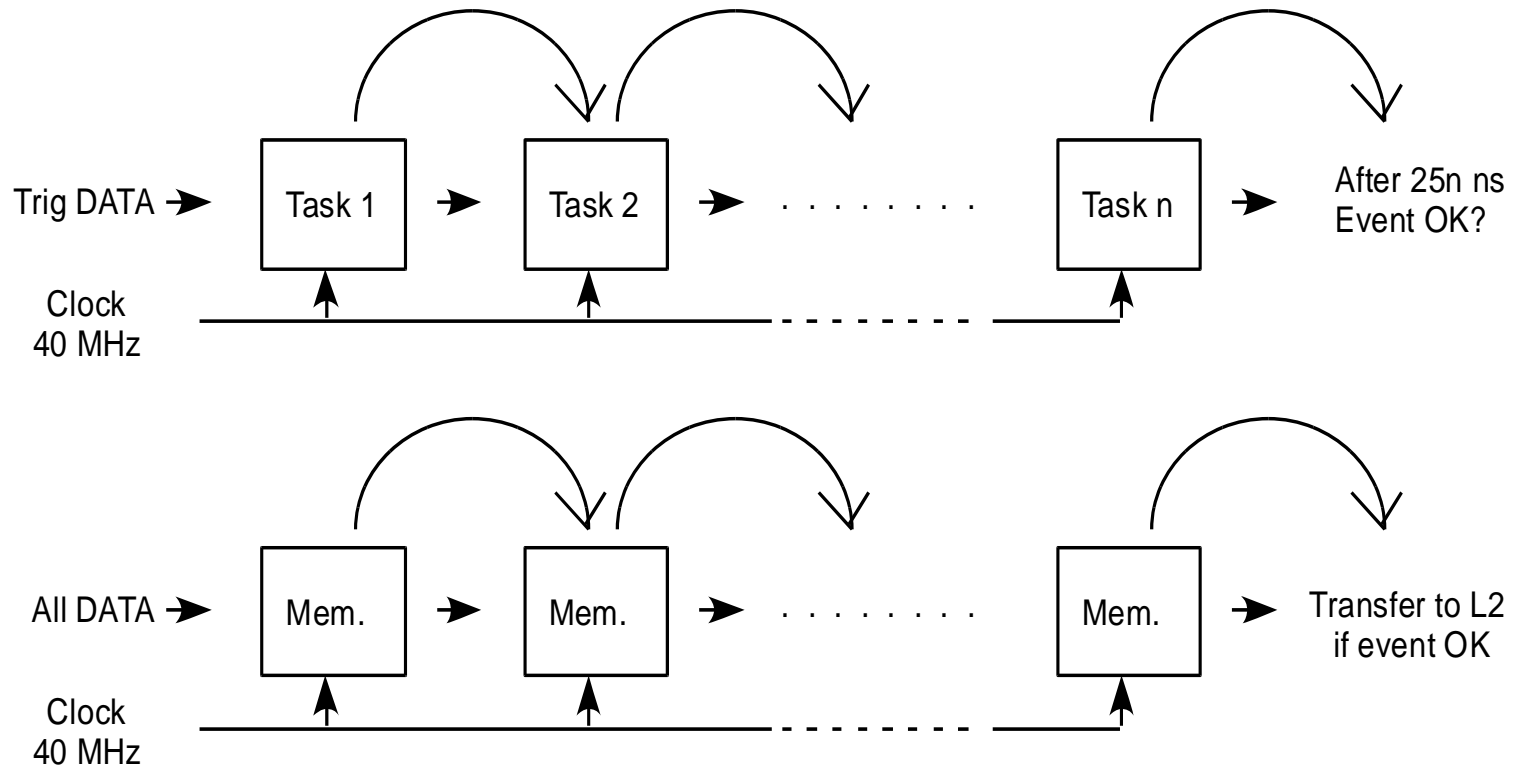 Trig DATA
Task 1
Task 2
. . . . . . . .
Task n
After 25n ns
Event OK?
Clock
40 MHz
All DATA
Mem.
Mem.
. . . . . . . .
Mem.
Transfer to L2
if event OK
Clock
40 MHz